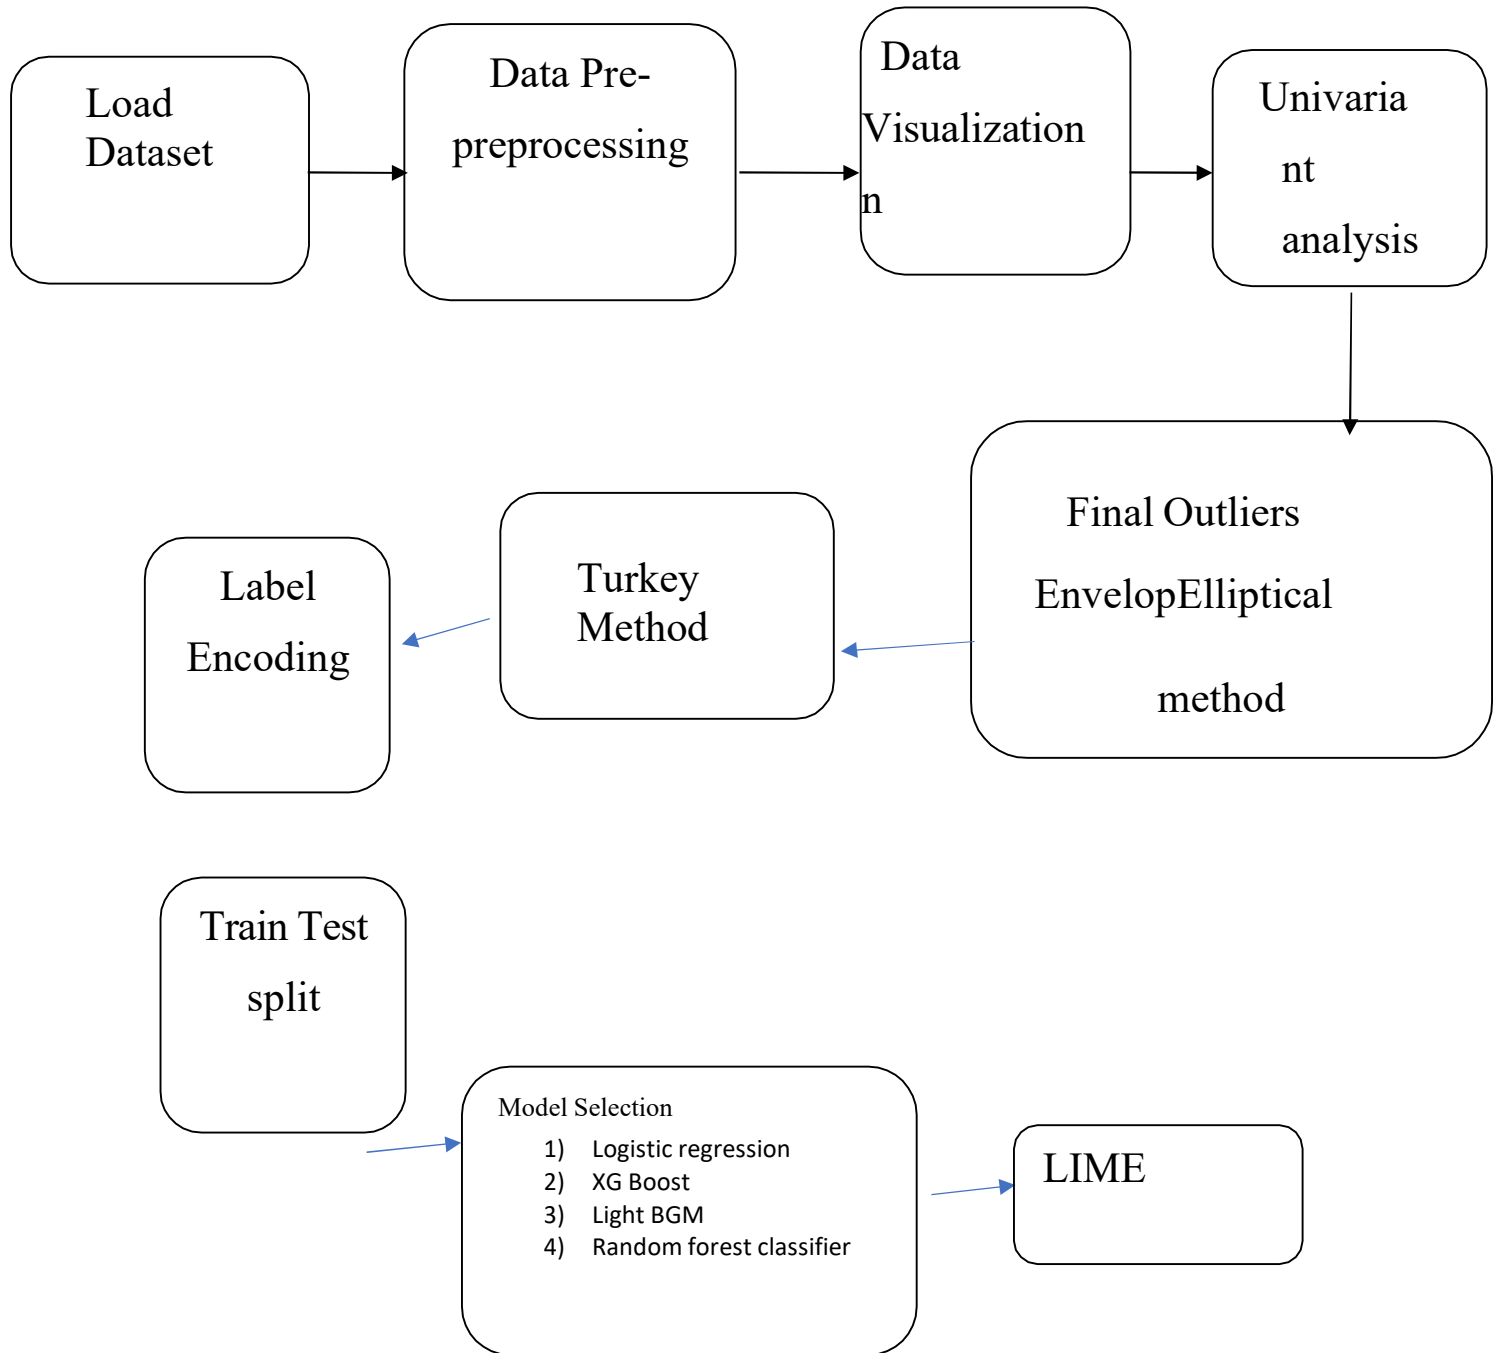 Load
Dataset
Data Pre-
preprocessing
Data
Visualization
n
Univaria
nt
analysis
Final Outliers
EnvelopElliptical
method
Turkey
Method
Label
Encoding
Train Test
split
Model Selection
1) Logistic regression
2) XG Boost
3) Light BGM
4) Random forest classifier
LIME